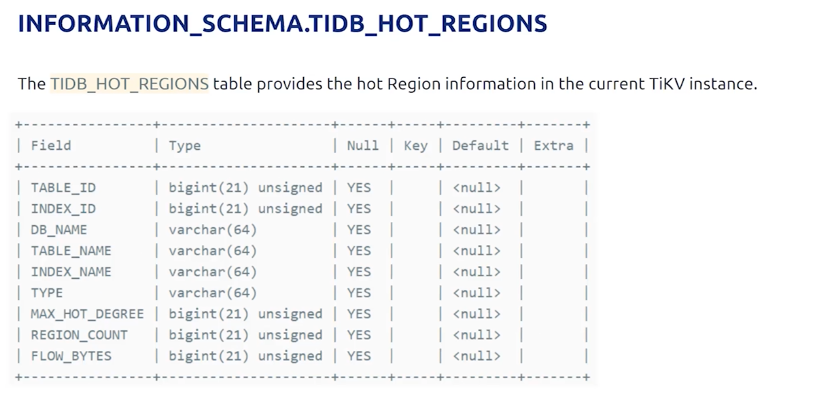 INFORMATION_SCHEMA.TIDB_HOT_REGIONS
The TIDB_HOT_REGIONS table provides the hot Region information in the current TiKV instance.
+----------------+---------------------+------+-----+---------+-------+
| Field          | Type                | Null | Key | Default | Extra |
+----------------+---------------------+------+-----+---------+-------+
| TABLE_ID       | bigint(21) unsigned | YES  |     | <null>  |       |
| INDEX_ID       | bigint(21) unsigned | YES  |     | <null>  |       |
| DB_NAME        | varchar(64)         | YES  |     | <null>  |       |
| TABLE_NAME     | varchar(64)         | YES  |     | <null>  |       |
| INDEX_NAME     | varchar(64)         | YES  |     | <null>  |       |
| TYPE           | varchar(64)         | YES  |     | <null>  |       |
| MAX_HOT_DEGREE | bigint(21) unsigned | YES  |     | <null>  |       |
| REGION_COUNT   | bigint(21) unsigned | YES  |     | <null>  |       |
| FLOW_BYTES     | bigint(21) unsigned | YES  |     | <null>  |       |
+----------------+---------------------+------+-----+---------+-------+